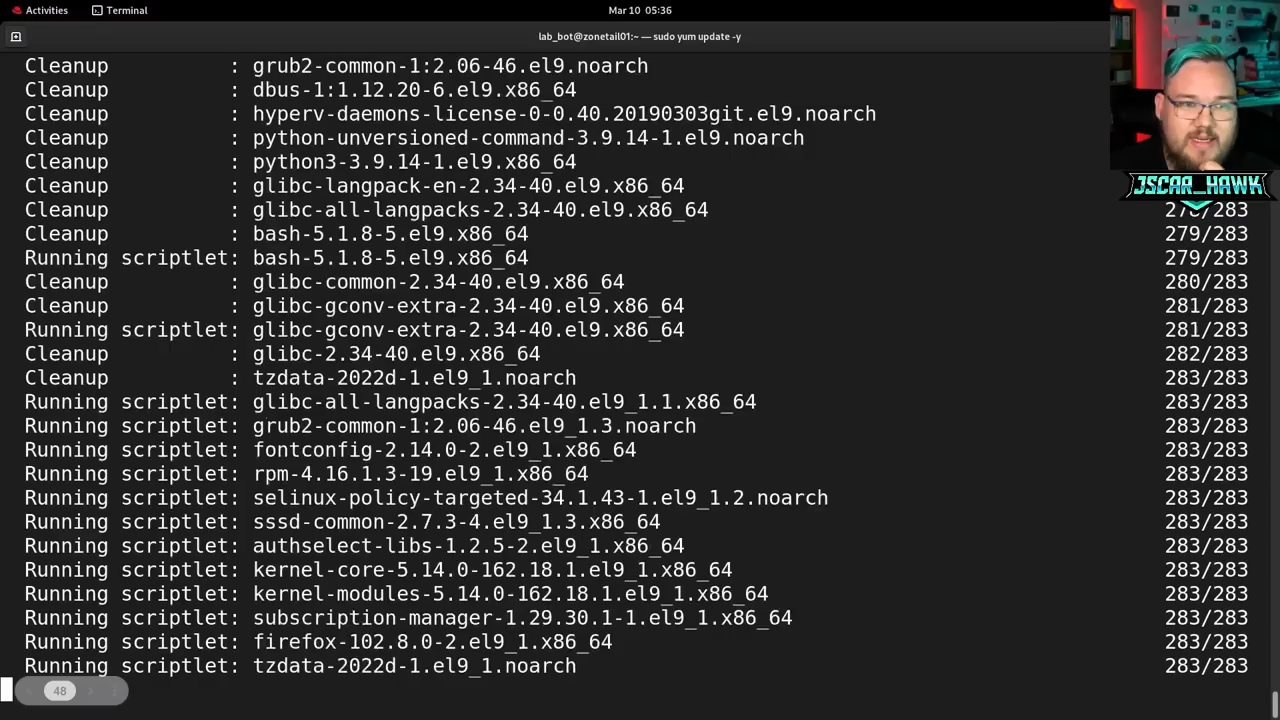 Activities
Terminal
Mar 10 05:36
lab_bot@zonetail01:~ — sudo yum update -y
Cleanup : grub2-common-1:2.06-46.el9.noarch
Cleanup : dbus-1:1.12.20-6.el9.x86_64
Cleanup : hyperv-daemons-license-0-0.40.20190303git.el9.noarch
Cleanup : python-unversioned-command-3.9.14-1.el9.noarch
Cleanup : python3-3.9.14-1.el9.x86_64
Cleanup : glibc-langpack-en-2.34-40.el9.x86_64
JSCAR_HAWK
Cleanup : glibc-all-langpacks-2.34-40.el9.x86_64 278/283
Cleanup : bash-5.1.8-5.el9.x86_64 279/283
Running scriptlet: bash-5.1.8-5.el9.x86_64 279/283
Cleanup : glibc-common-2.34-40.el9.x86_64 280/283
Cleanup : glibc-gconv-extra-2.34-40.el9.x86_64 281/283
Running scriptlet: glibc-gconv-extra-2.34-40.el9.x86_64 281/283
Cleanup : glibc-2.34-40.el9.x86_64 282/283
Cleanup : tzdata-2022d-1.el9_1.noarch 283/283
Running scriptlet: glibc-all-langpacks-2.34-40.el9_1.1.x86_64 283/283
Running scriptlet: grub2-common-1:2.06-46.el9_1.3.noarch 283/283
Running scriptlet: fontconfig-2.14.0-2.el9_1.x86_64 283/283
Running scriptlet: rpm-4.16.1.3-19.el9_1.x86_64 283/283
Running scriptlet: selinux-policy-targeted-34.1.43-1.el9_1.2.noarch 283/283
Running scriptlet: sssd-common-2.7.3-4.el9_1.3.x86_64 283/283
Running scriptlet: authselect-libs-1.2.5-2.el9_1.x86_64 283/283
Running scriptlet: kernel-core-5.14.0-162.18.1.el9_1.x86_64 283/283
Running scriptlet: kernel-modules-5.14.0-162.18.1.el9_1.x86_64 283/283
Running scriptlet: subscription-manager-1.29.30.1-1.el9_1.x86_64 283/283
Running scriptlet: firefox-102.8.0-2.el9_1.x86_64 283/283
Running scriptlet: tzdata-2022d-1.el9_1.noarch 283/283
48